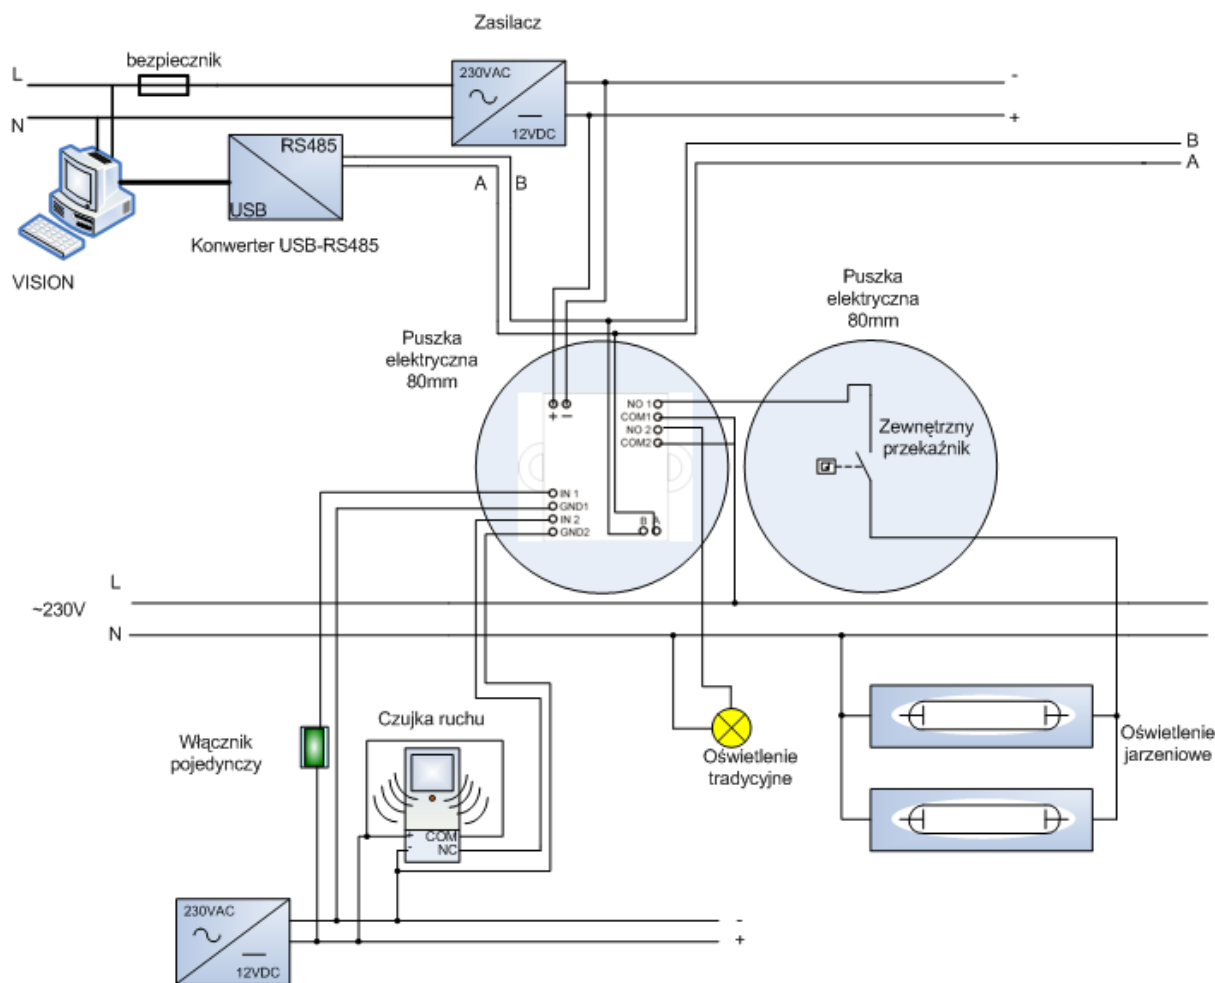 Zasilacz
bezpiecznik
L
230VAC
-
N
12VDC
+
RS485
B
A
A
B
USB
Konwerter USB-RS485
VISION
Puszka
elektryczna
80mm
Puszka
elektryczna
80mm
+
-
NO 1
COM1
NO 2
COM2
Zewnętrzny
przekaźnik
IN 1
GND1
IN 2
GND2
B
A
L
~230V
N
Włącznik
pojedynczy
Czujka ruchu
+
COM
-
NC
Oświetlenie
tradycyjne
Oświetlenie
jarzeniowe
230VAC
12VDC
-
+